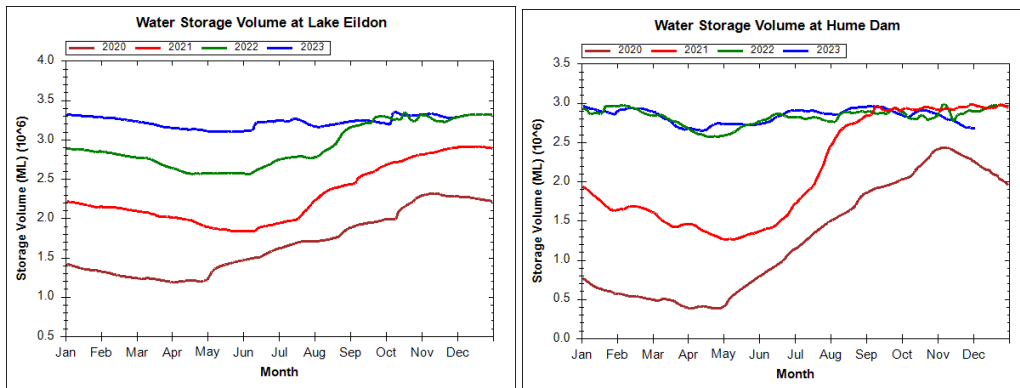 Water Storage Volume at Lake Eildon
2020 2021 2022 2023
Storage Volume (ML) (10^6)
4.0
3.5
3.0
2.5
2.0
1.5
1.0
0.5
Jan Feb Mar Apr May Jun Jul Aug Sep Oct Nov Dec
Month
Water Storage Volume at Hume Dam
2020 2021 2022 2023
Storage Volume (ML) (10^6)
3.5
3.0
2.5
2.0
1.5
1.0
0.5
0.0
Jan Feb Mar Apr May Jun Jul Aug Sep Oct Nov Dec
Month